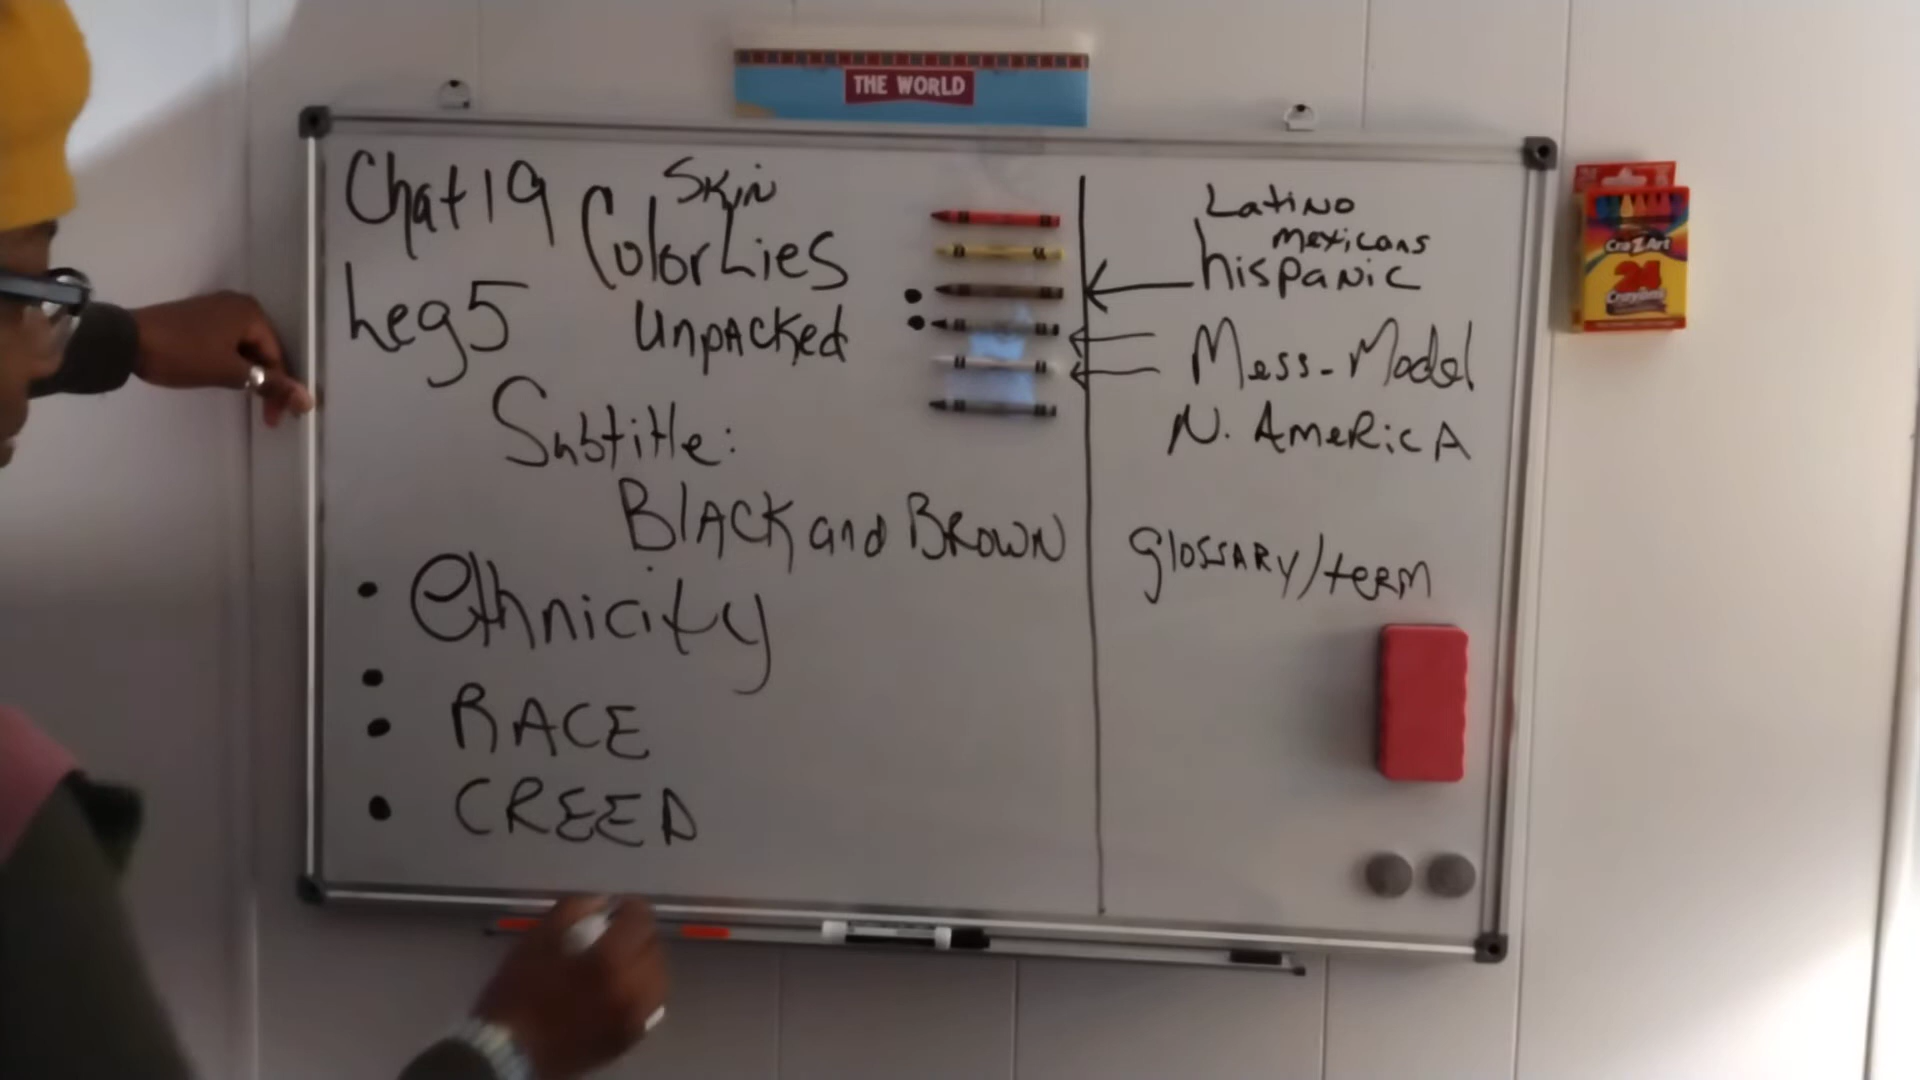 THE WORLD
Chat 19
Skin
Color Lies
Leg 5
Unpacked
Subtitle:
BLACK and BROWN
Ethnicity
RACE
CREED
Latino
Mexicans
hispanic
Mess-Model
N. AMERICA
glossary/term
Cra-Z-Art
24
Crayons